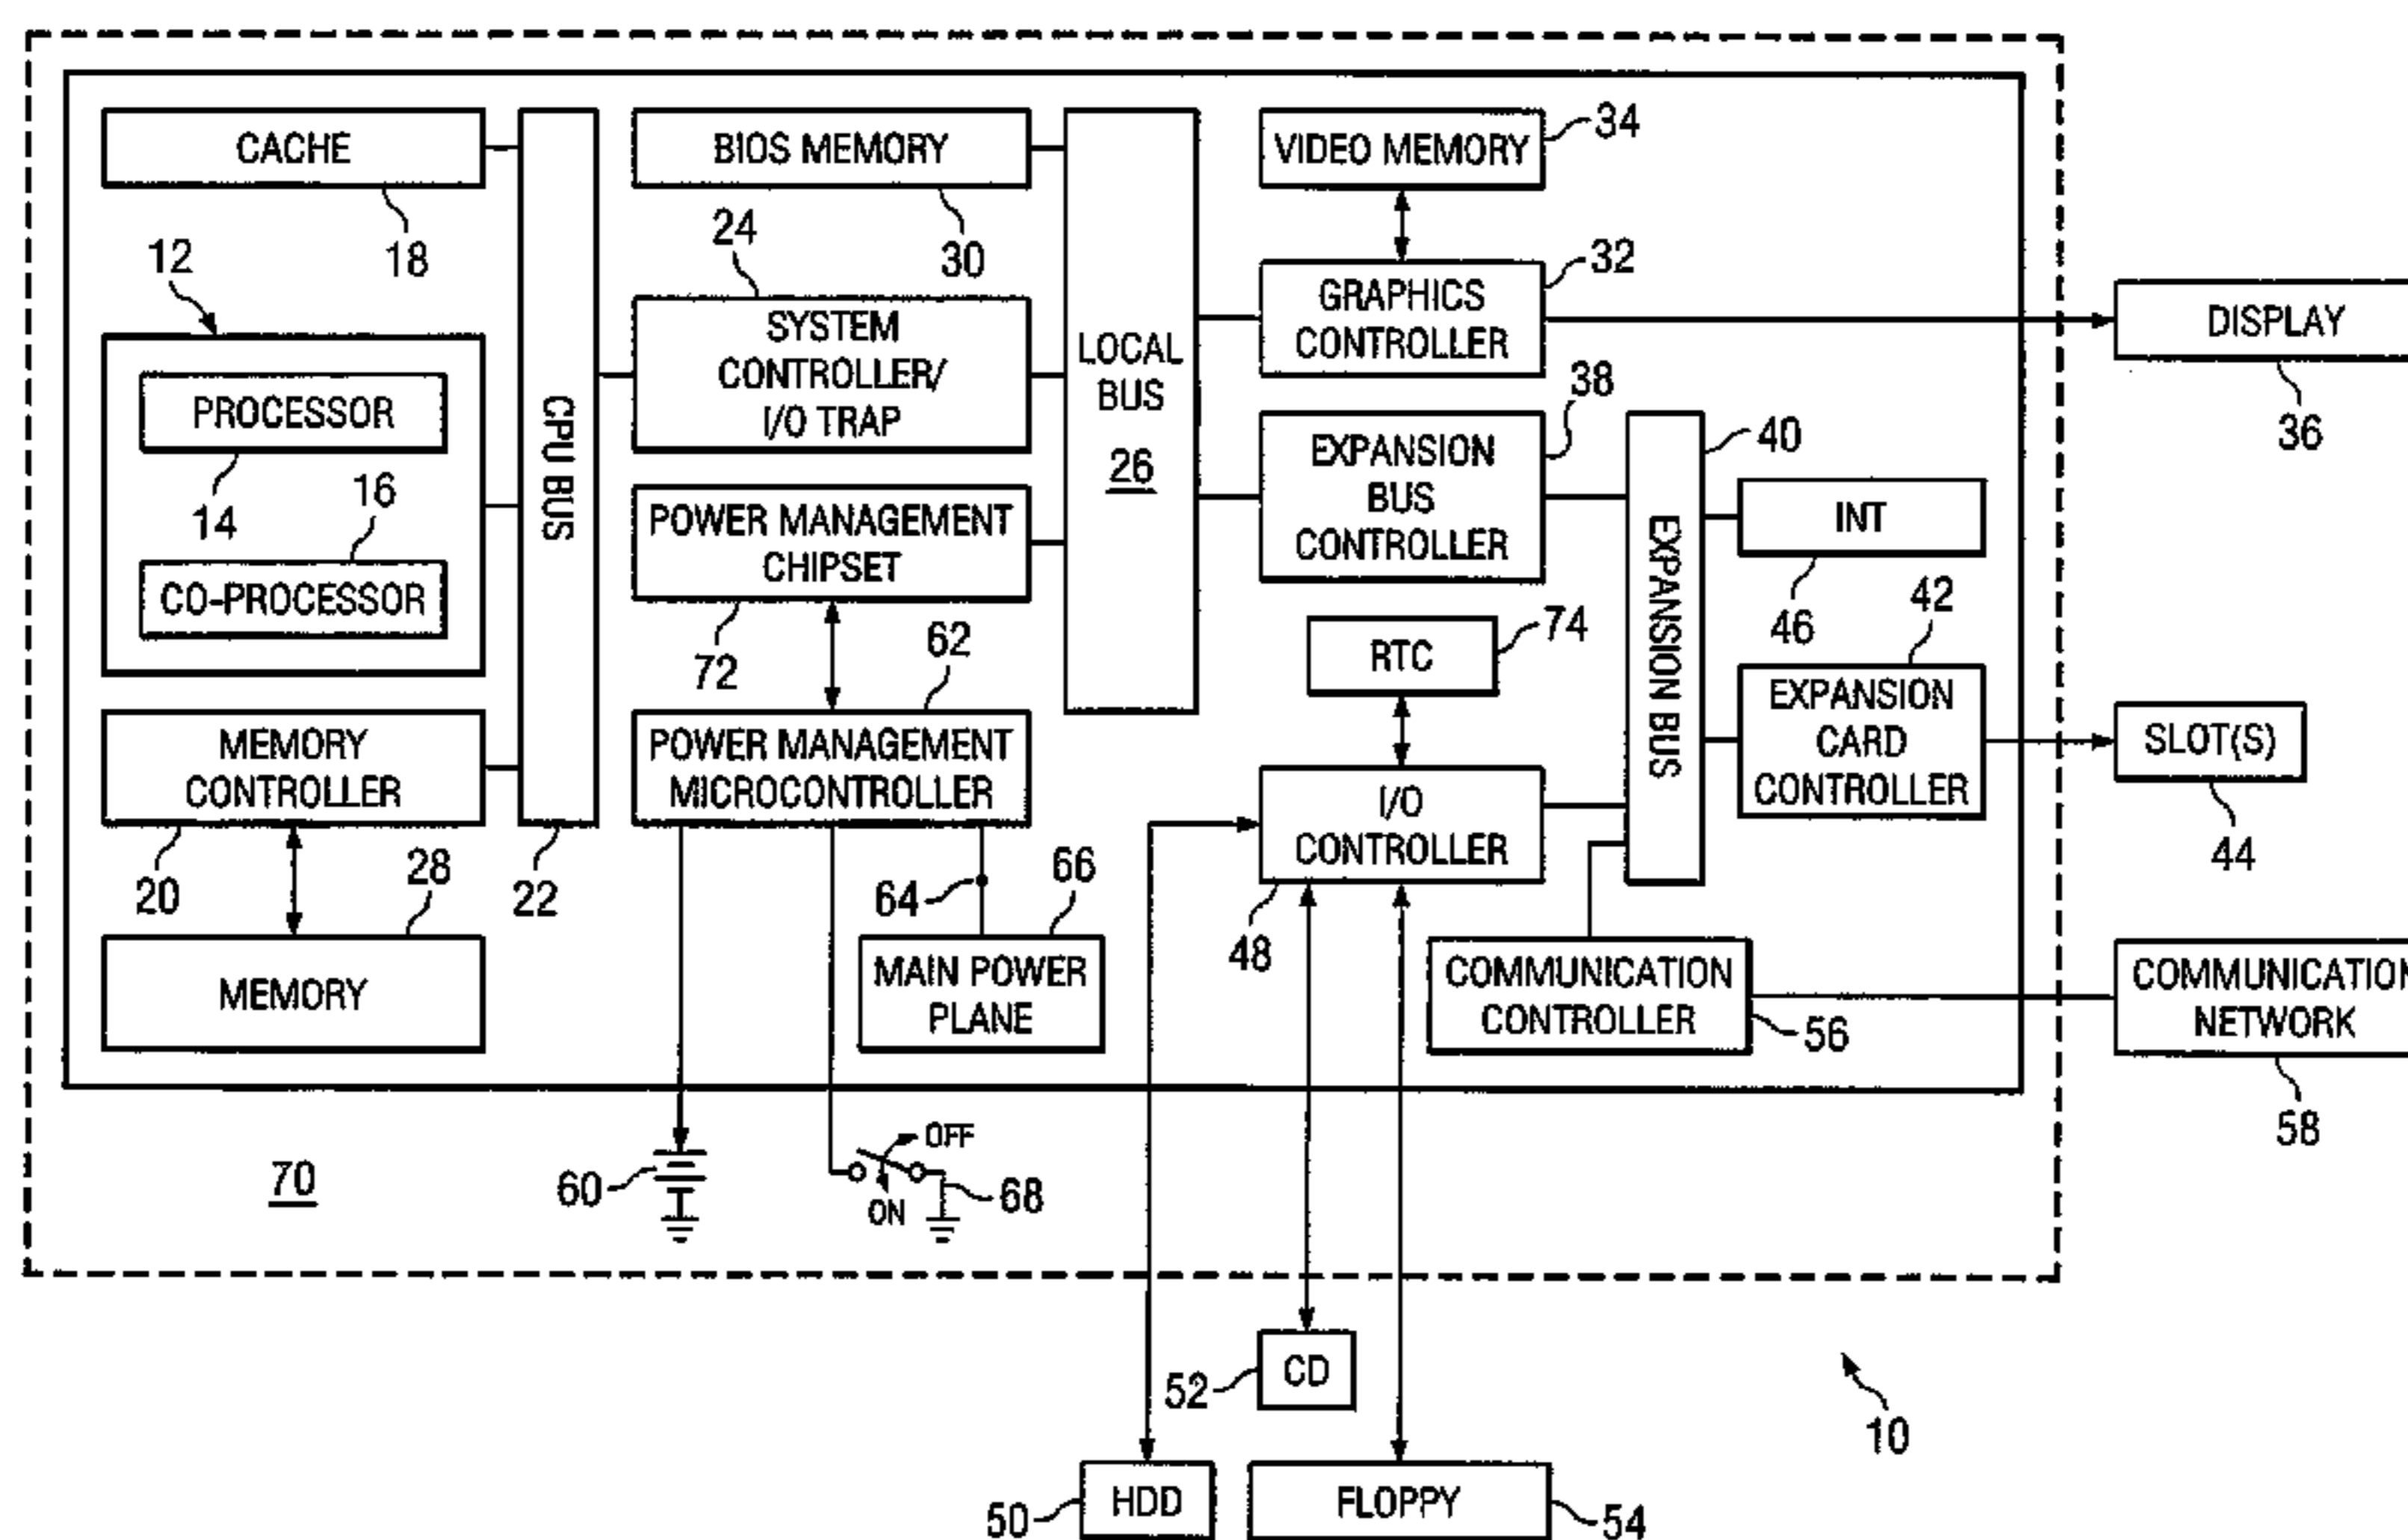 CACHE
18
12
PROCESSOR
14
16
CO-PROCESSOR
MEMORY
CONTROLLER
20
28
MEMORY
CPU BUS
22
BIOS MEMORY
30
24
SYSTEM
CONTROLLER/
I/O TRAP
POWER MANAGEMENT
CHIPSET
72
62
POWER MANAGEMENT
MICROCONTROLLER
64
66
MAIN POWER
PLANE
LOCAL
BUS
26
VIDEO MEMORY
34
32
GRAPHICS
CONTROLLER
38
EXPANSION
BUS
CONTROLLER
40
EXPANSION BUS
INT
46
42
EXPANSION
CARD
CONTROLLER
RTC
74
I/O
CONTROLLER
48
COMMUNICATION
CONTROLLER
56
DISPLAY
36
SLOT(S)
44
COMMUNICATION
NETWORK
58
70
60
OFF
ON
68
52
CD
10
50
HDD
FLOPPY
54